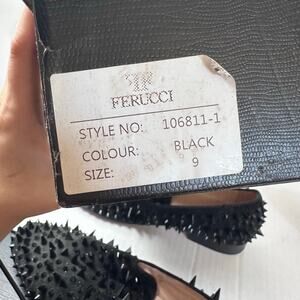 FERUCCI
STYLE NO: 106811-1
COLOUR: BLACK
SIZE: 9